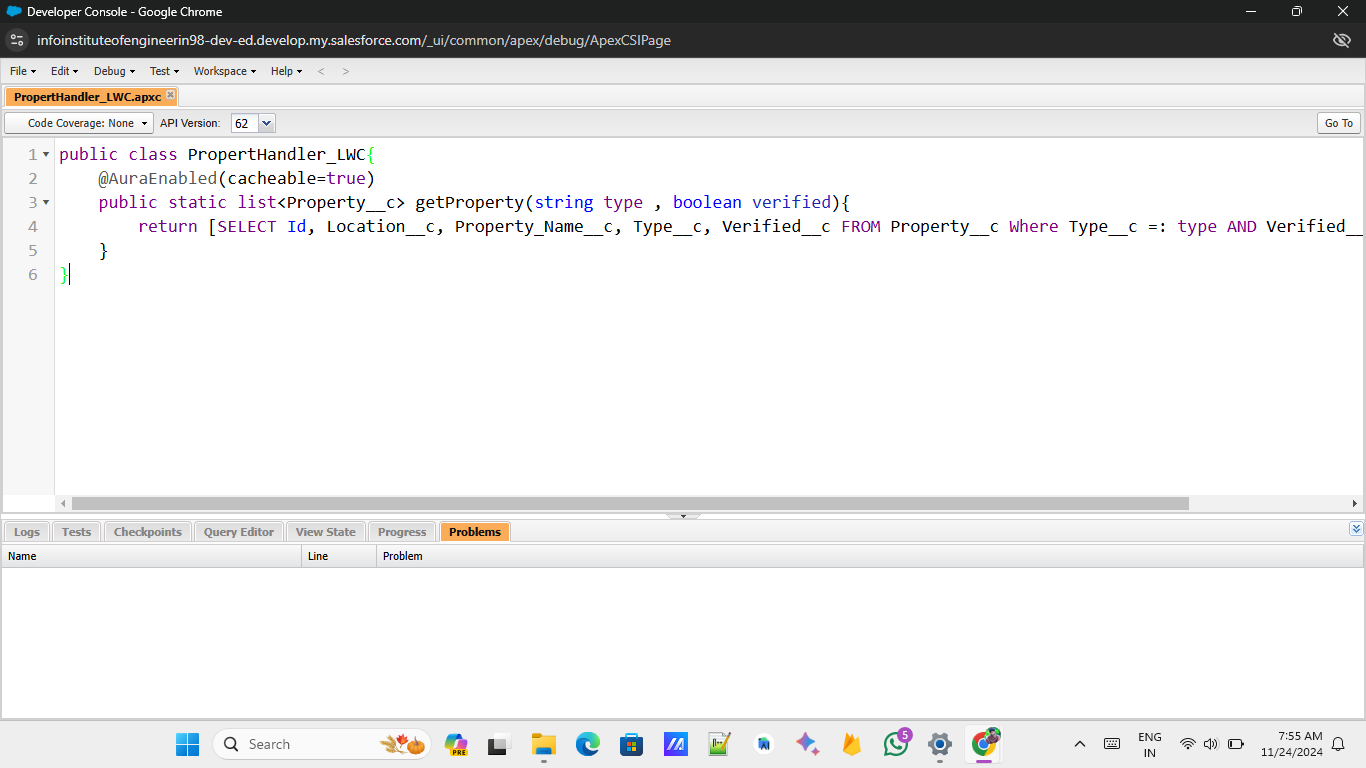 Developer Console - Google Chrome
infoinstituteofengineerin98-dev-ed.develop.my.salesforce.com/_ui/common/apex/debug/ApexCSIPage
File Edit Debug Test Workspace Help < >
PropertHandler_LWC.apxc
Code Coverage: None API Version: 62 Go To
1 public class PropertHandler_LWC{
2 @AuraEnabled(cacheable=true)
3 public static list<Property__c> getProperty(string type , boolean verified){
4 return [SELECT Id, Location__c, Property_Name__c, Type__c, Verified__c FROM Property__c Where Type__c =: type AND Verified__
5 }
6 }
Logs Tests Checkpoints Query Editor View State Progress Problems
Name Line Problem
Search PRE 5 ENG 7:55 AM
IN 11/24/2024